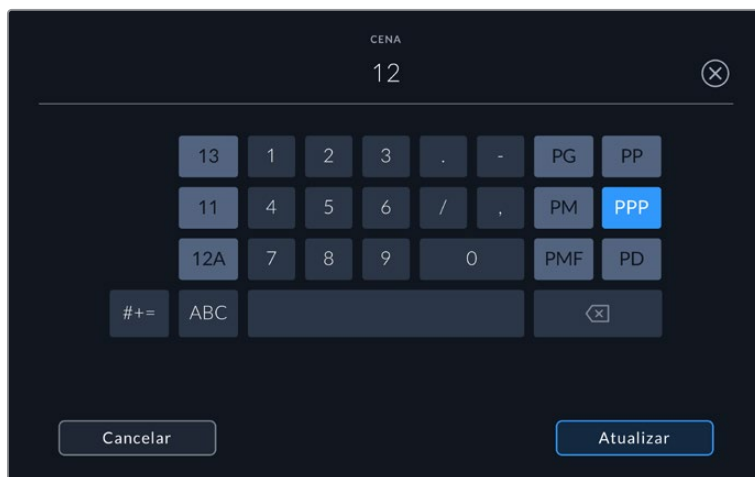 CENA
12
13 1 2 3 . - PG PP
11 4 5 6 / , PM PPP
12A 7 8 9 0 PMF PD
#+= ABC
Cancelar Atualizar